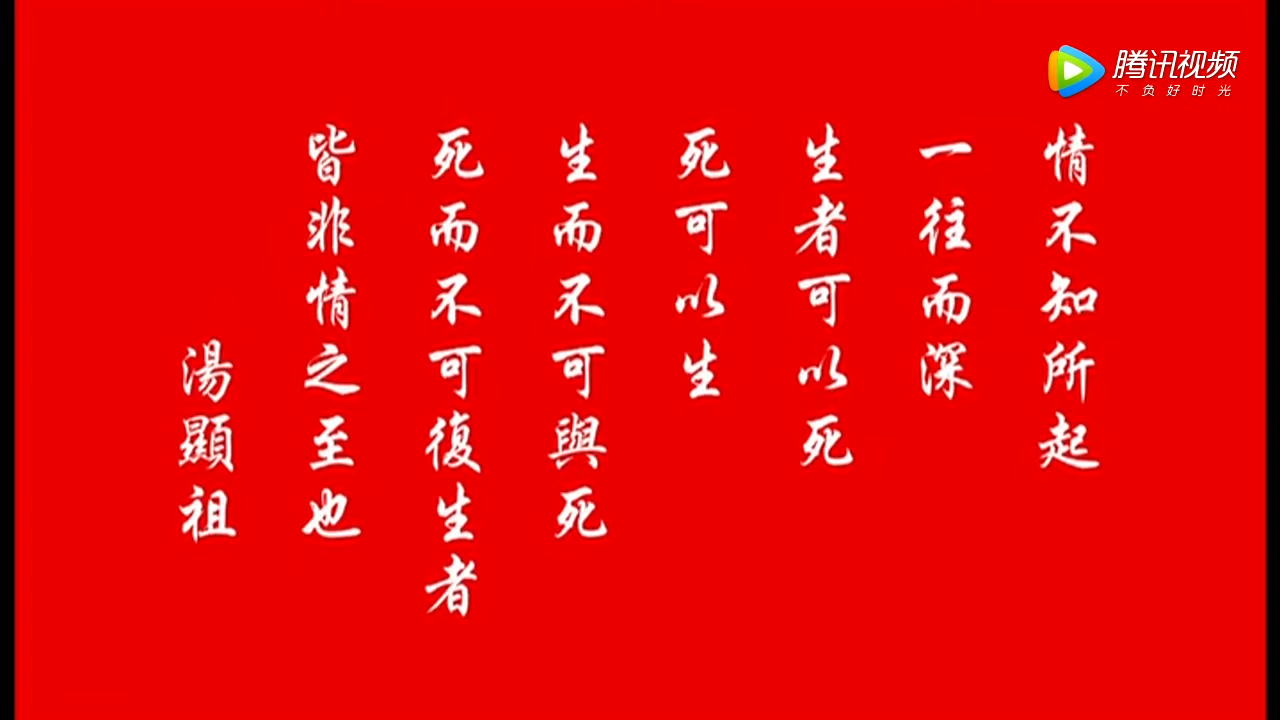 情不知所起
一往而深
生者可以死
死可以生
生而不可與死
死而不可復生者
皆非情之至也
湯顯祖
腾讯视频
不负好时光